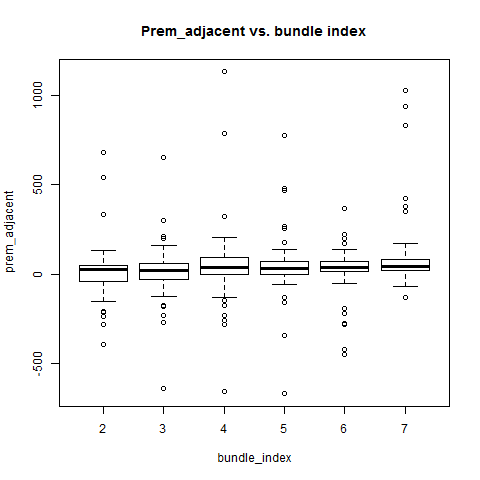 Prem_adjacent vs. bundle index
1000
500
0
-500
prem_adjacent
2 3 4 5 6 7
bundle_index